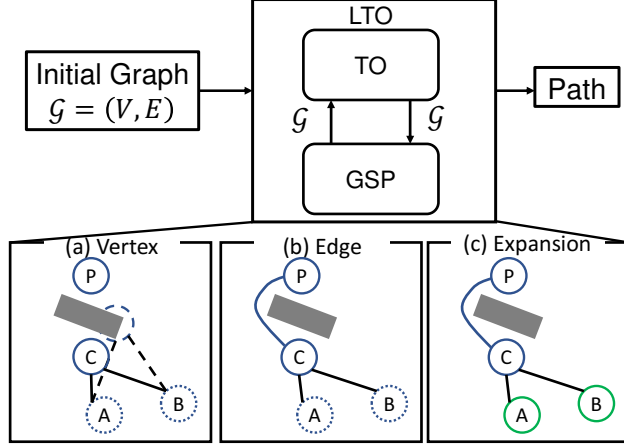 LTO
Initial Graph
𝒢 = (V, E)
TO
Path
𝒢 𝒢
GSP
(a) Vertex
(b) Edge
(c) Expansion
P
P
P
C
C
C
A
B
A
B
A
B